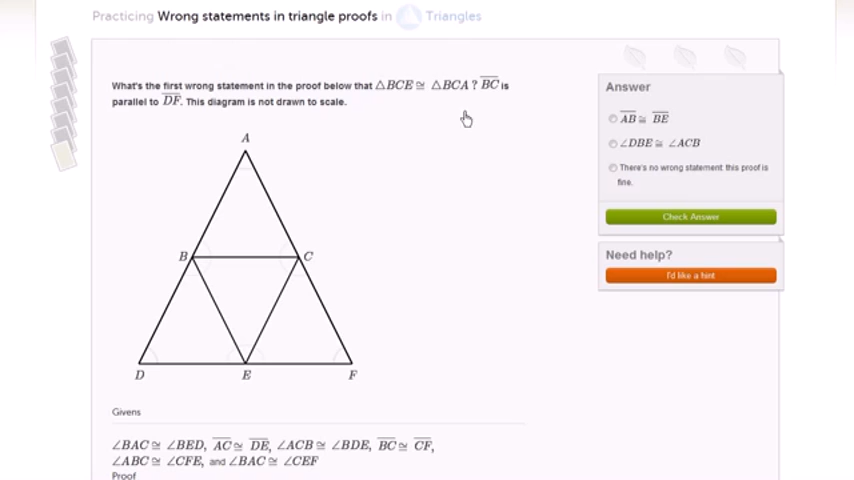 Practicing Wrong statements in triangle proofs in Triangles
What's the first wrong statement in the proof below that △BCE ≅ △BCA ? BC is
parallel to DF. This diagram is not drawn to scale.
A
B
C
D
E
F
Givens
∠BAC ≅ ∠BED, AC ≅ DE, ∠ACB ≅ ∠BDE, BC ≅ CF,
∠ABC ≅ ∠CFE, and ∠BAC ≅ ∠CEF
Proof
Answer
AB ≅ BE
∠DBE ≅ ∠ACB
There's no wrong statement: this proof is
fine.
Check Answer
Need help?
I'd like a hint